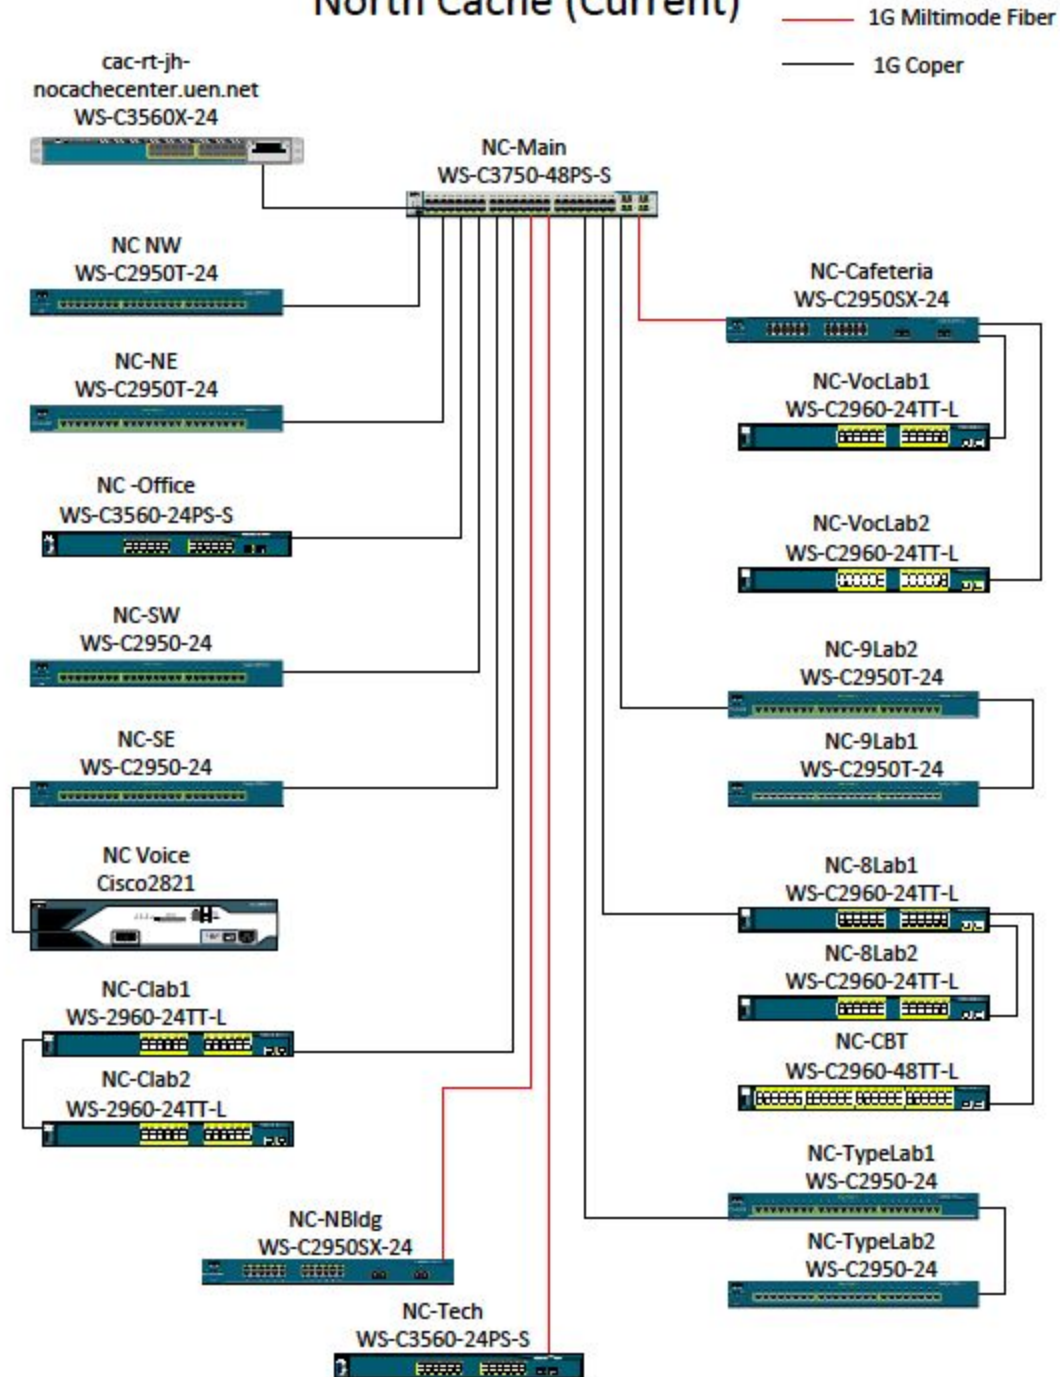 North Cache (Current)
1G Miltimode Fiber
1G Coper
cac-rt-jh-
nocachecenter.uen.net
WS-C3560X-24
NC-Main
WS-C3750-48PS-S
NC NW
WS-C2950T-24
NC-NE
WS-C2950T-24
NC -Office
WS-C3560-24PS-S
NC-SW
WS-C2950-24
NC-SE
WS-C2950-24
NC Voice
Cisco2821
NC-Clab1
WS-2960-24TT-L
NC-Clab2
WS-2960-24TT-L
NC-NBldg
WS-C2950SX-24
NC-Tech
WS-C3560-24PS-S
NC-Cafeteria
WS-C2950SX-24
NC-VocLab1
WS-C2960-24TT-L
NC-VocLab2
WS-C2960-24TT-L
NC-9Lab2
WS-C2950T-24
NC-9Lab1
WS-C2950T-24
NC-8Lab1
WS-C2960-24TT-L
NC-8Lab2
WS-C2960-24TT-L
NC-CBT
WS-C2960-48TT-L
NC-TypeLab1
WS-C2950-24
NC-TypeLab2
WS-C2950-24